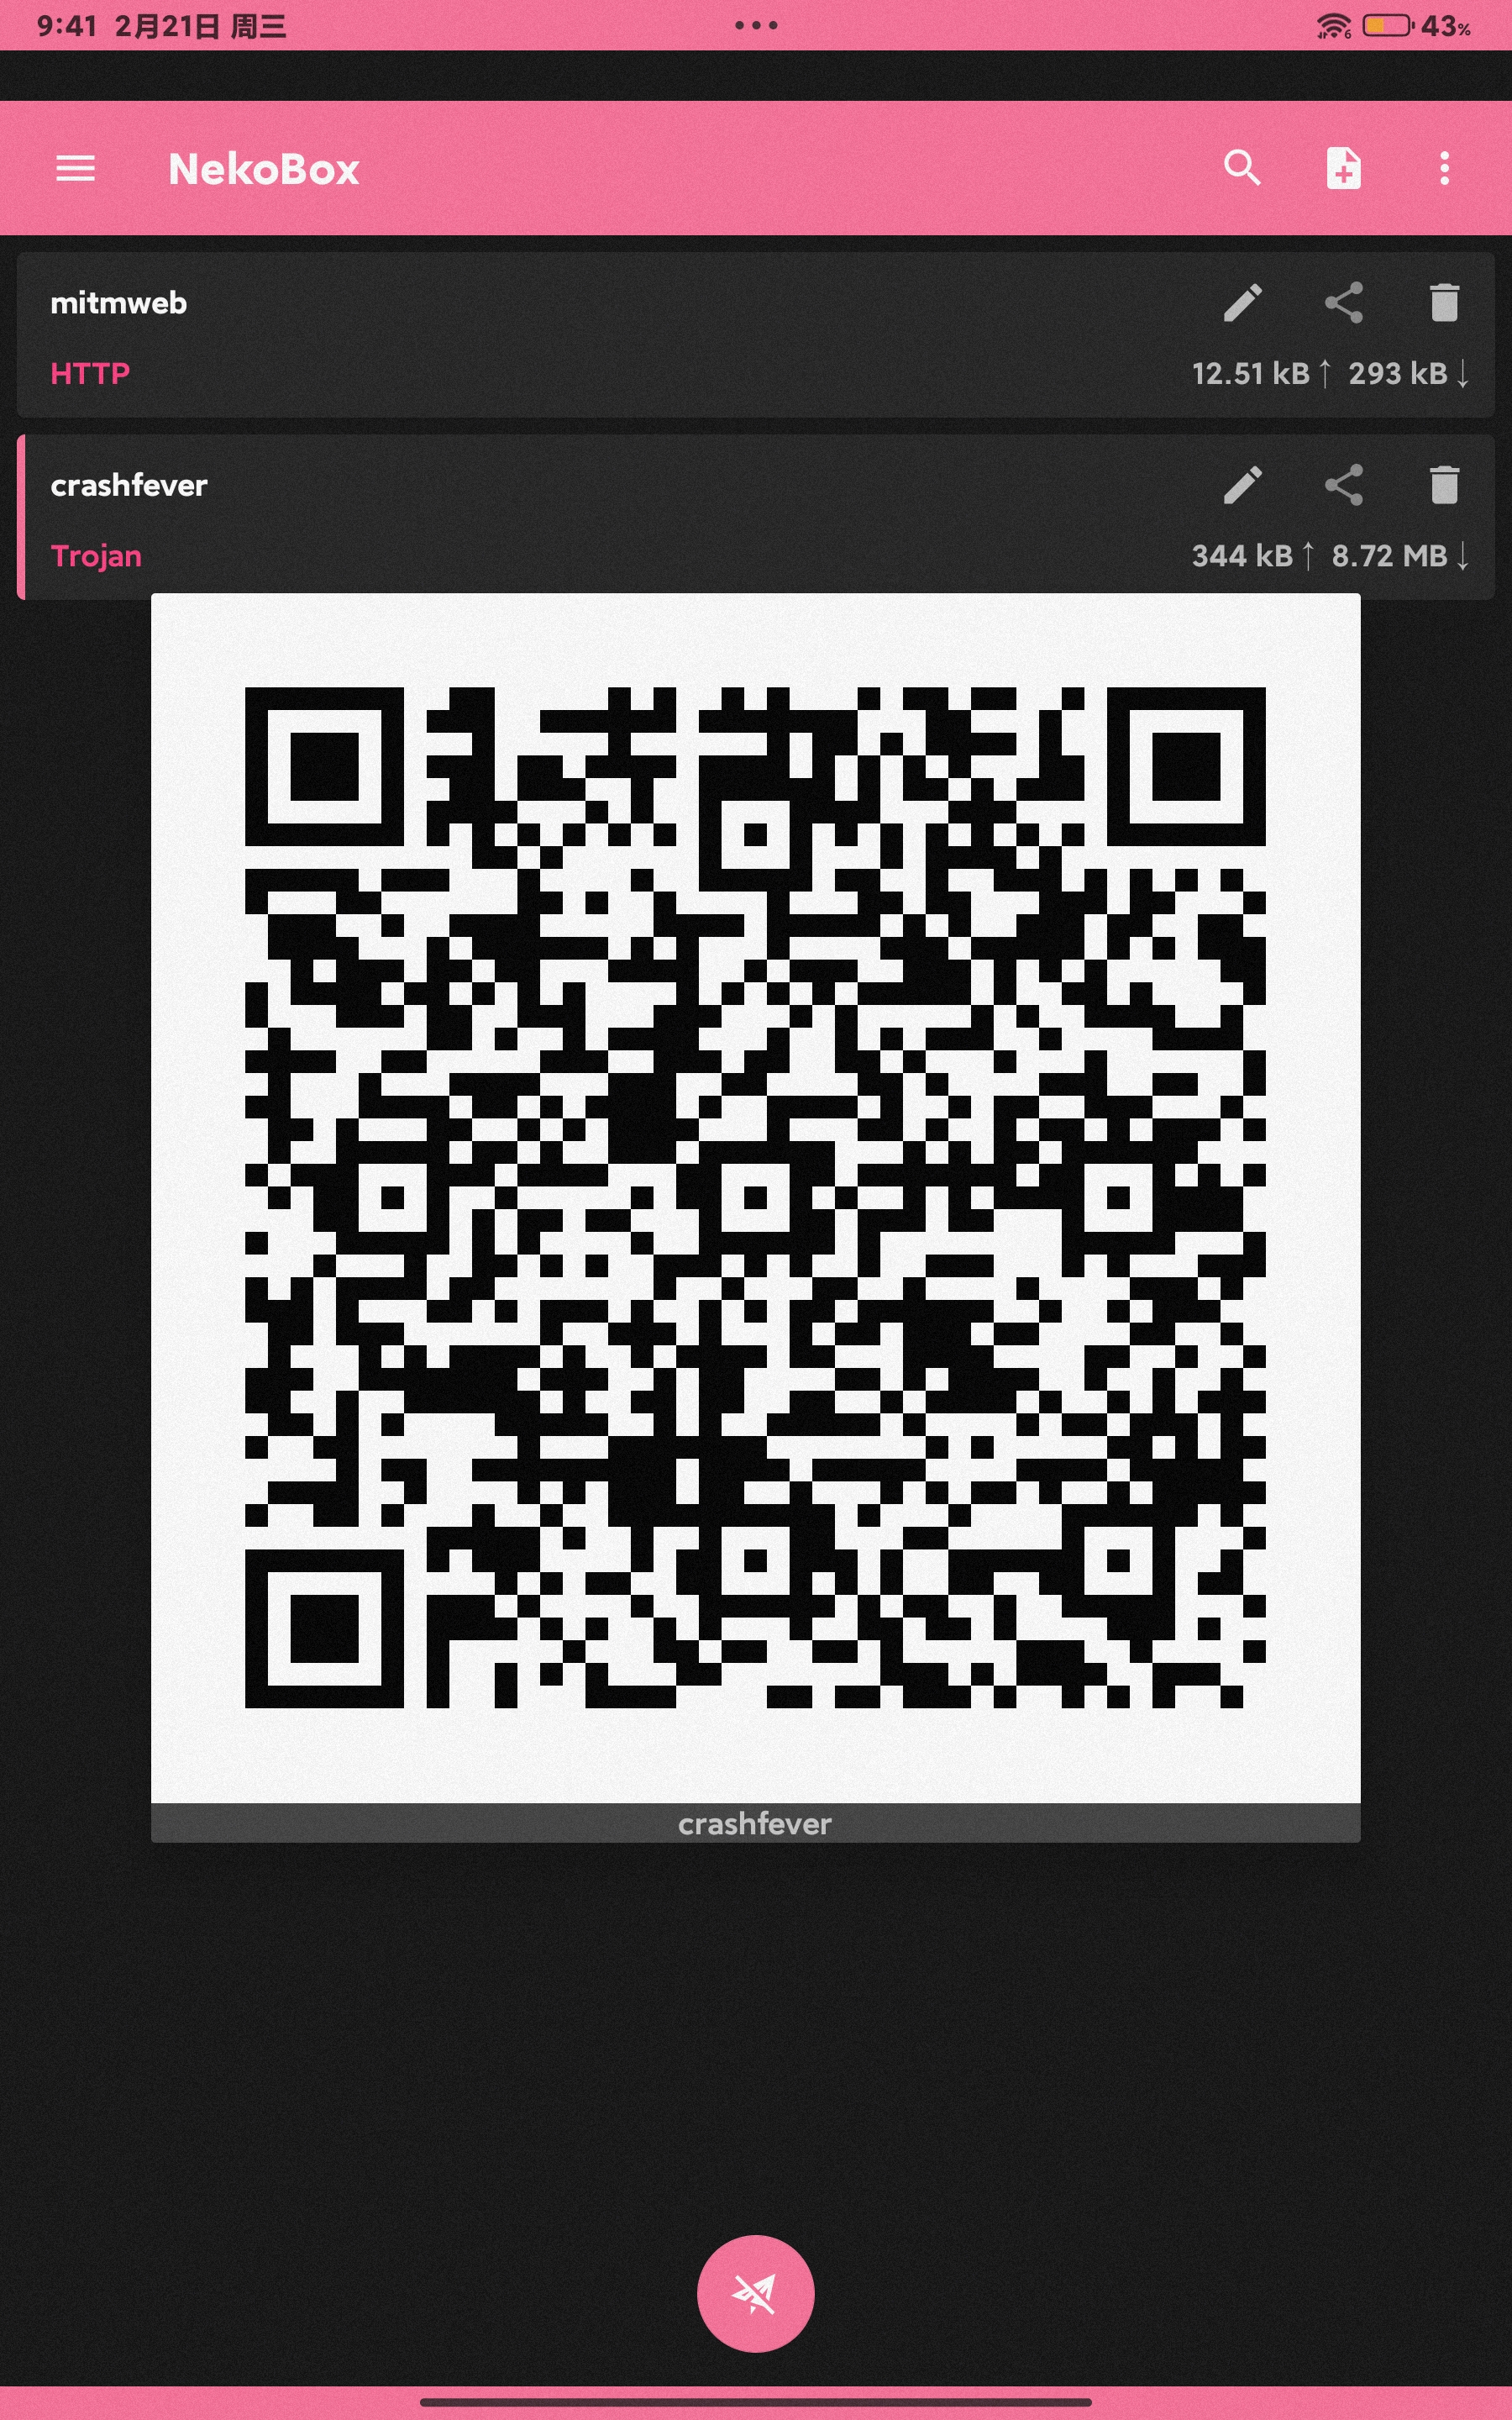 9:41 2月21日 周三
6 43%
NekoBox
mitmweb
HTTP
12.51 kB↑ 293 kB↓
crashfever
Trojan
344 kB↑ 8.72 MB↓
crashfever